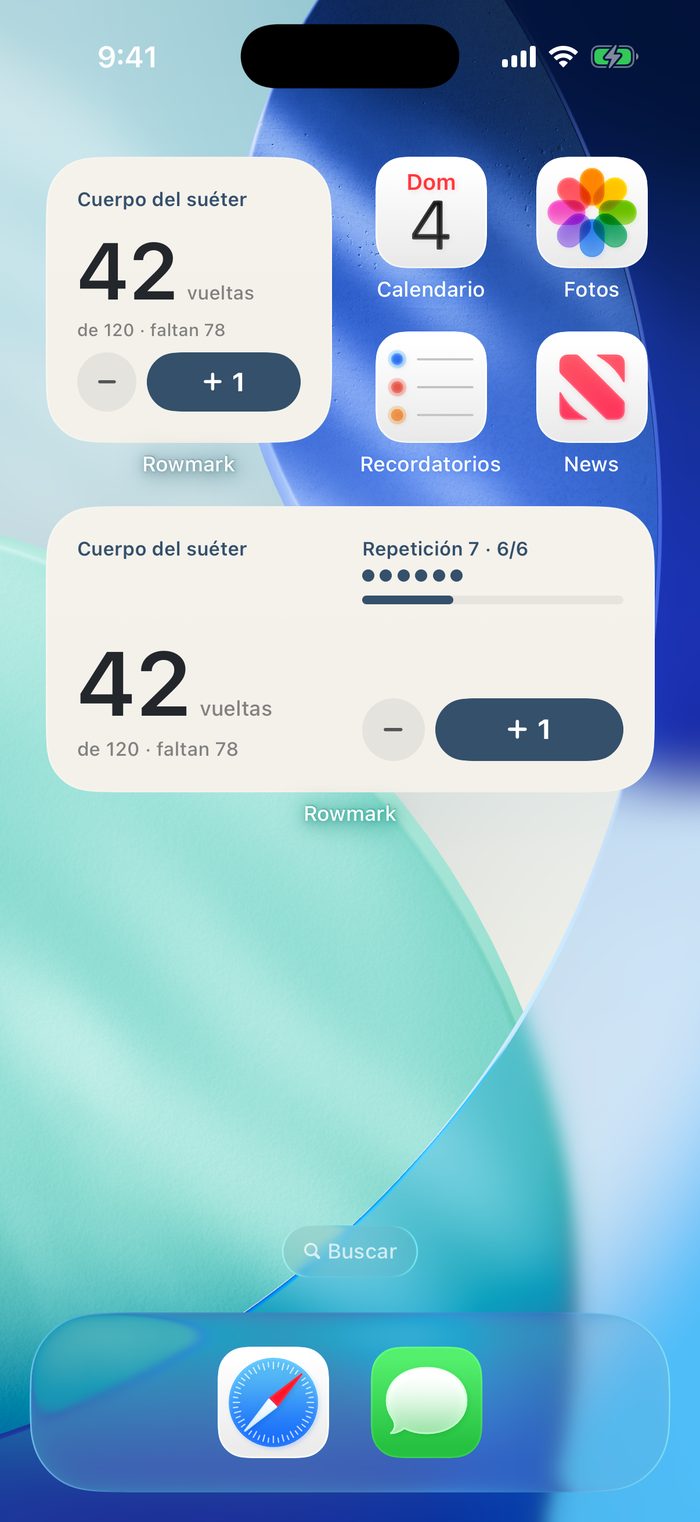 9:41
Cuerpo del suéter
42 vueltas
de 120 · faltan 78
− + 1
Rowmark
Dom
4
Calendario
Fotos
Recordatorios
News
Cuerpo del suéter
42 vueltas
de 120 · faltan 78
Repetición 7 · 6/6
− + 1
Rowmark
Buscar